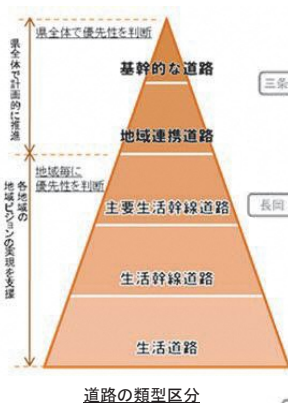 県全体で優先性を判断
県全体で計画的に推進
基幹的な道路
三条
地域連携道路
地域毎に
優先性を判断
各地域の
地域ビジョンの実現を支援
主要生活幹線道路
長岡
生活幹線道路
生活道路
道路の類型区分